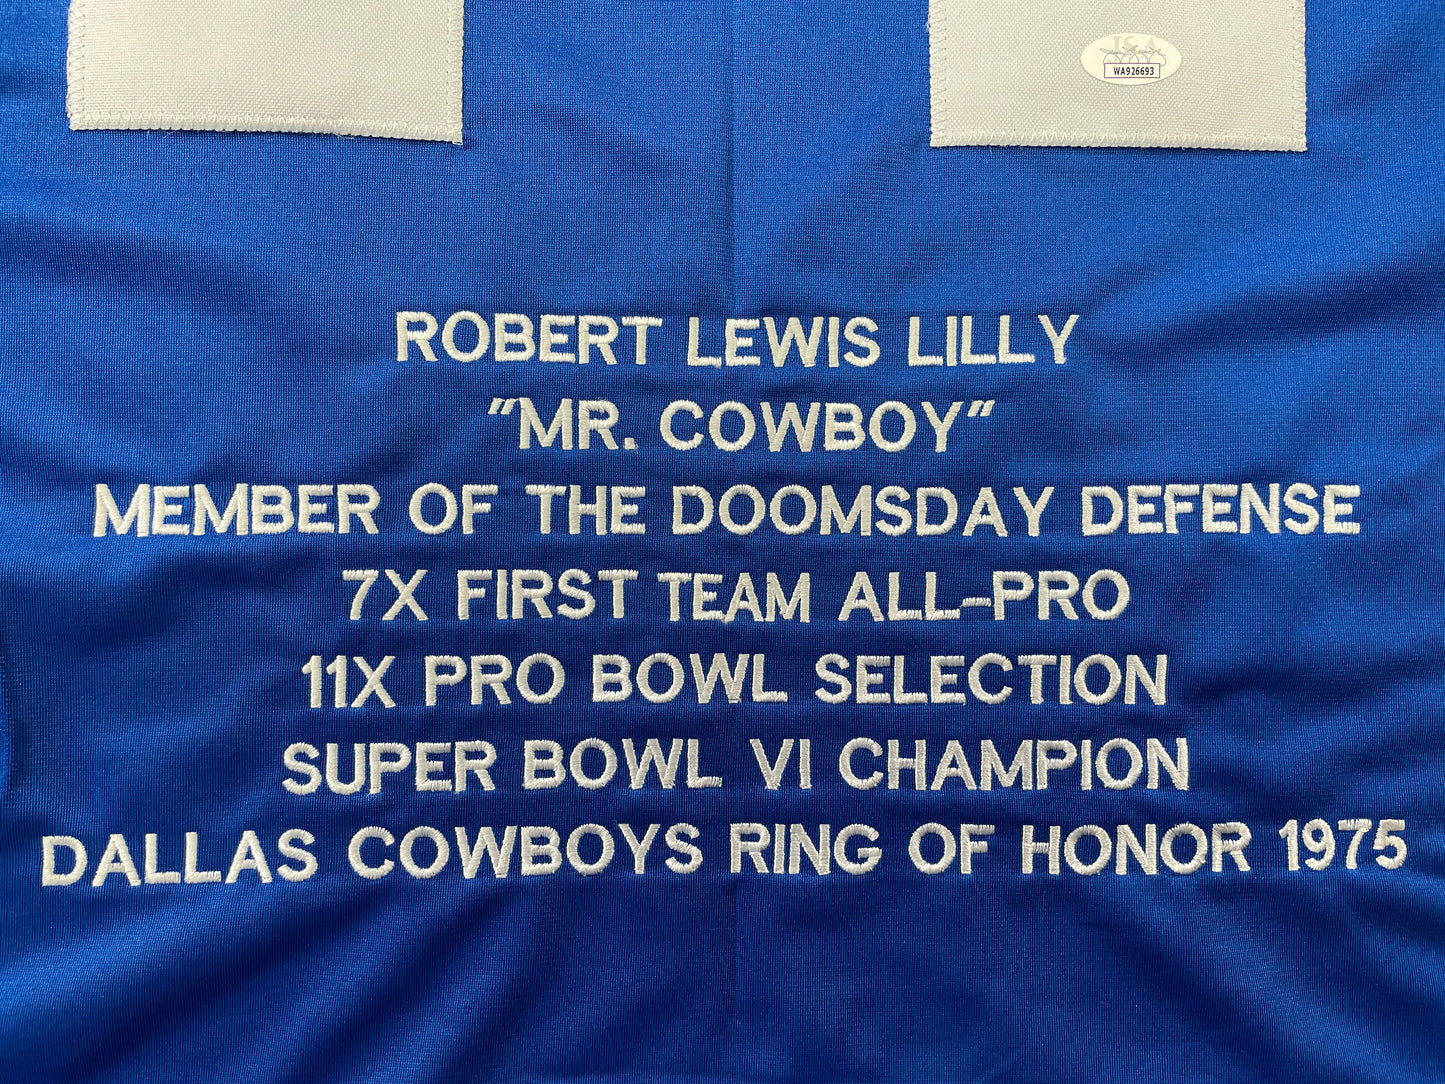 JSA
WA926693
ROBERT LEWIS LILLY
"MR. COWBOY"
MEMBER OF THE DOOMSDAY DEFENSE
7X FIRST TEAM ALL-PRO
11X PRO BOWL SELECTION
SUPER BOWL VI CHAMPION
DALLAS COWBOYS RING OF HONOR 1975